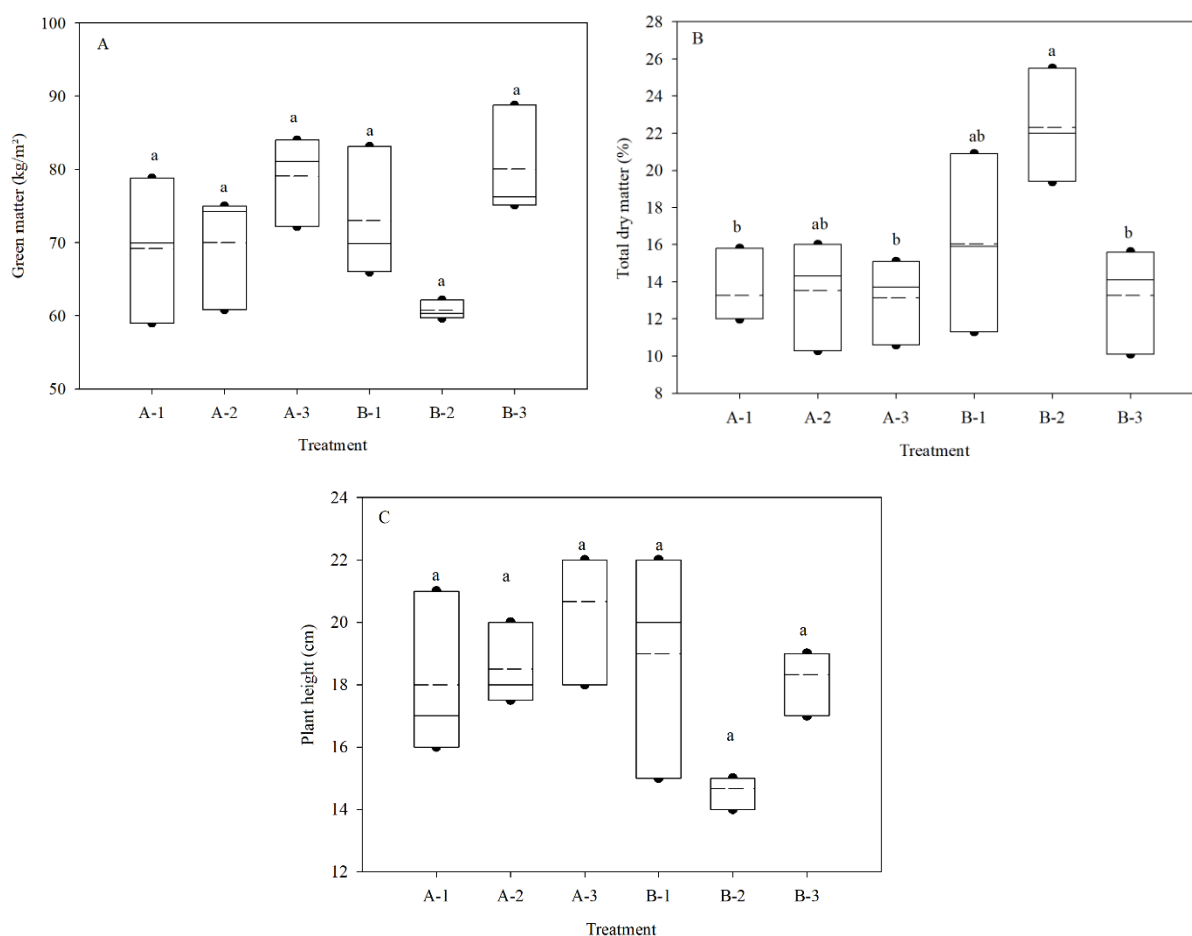 A
Green matter (kg/m²)
100
90
80
70
60
50
a a a a a a
A-1 A-2 A-3 B-1 B-2 B-3
Treatment
B
Total dry matter (%)
28
26
24
22
20
18
16
14
12
10
8
b ab b ab a b
A-1 A-2 A-3 B-1 B-2 B-3
Treatment
C
Plant height (cm)
24
22
20
18
16
14
12
a a a a a a
A-1 A-2 A-3 B-1 B-2 B-3
Treatment